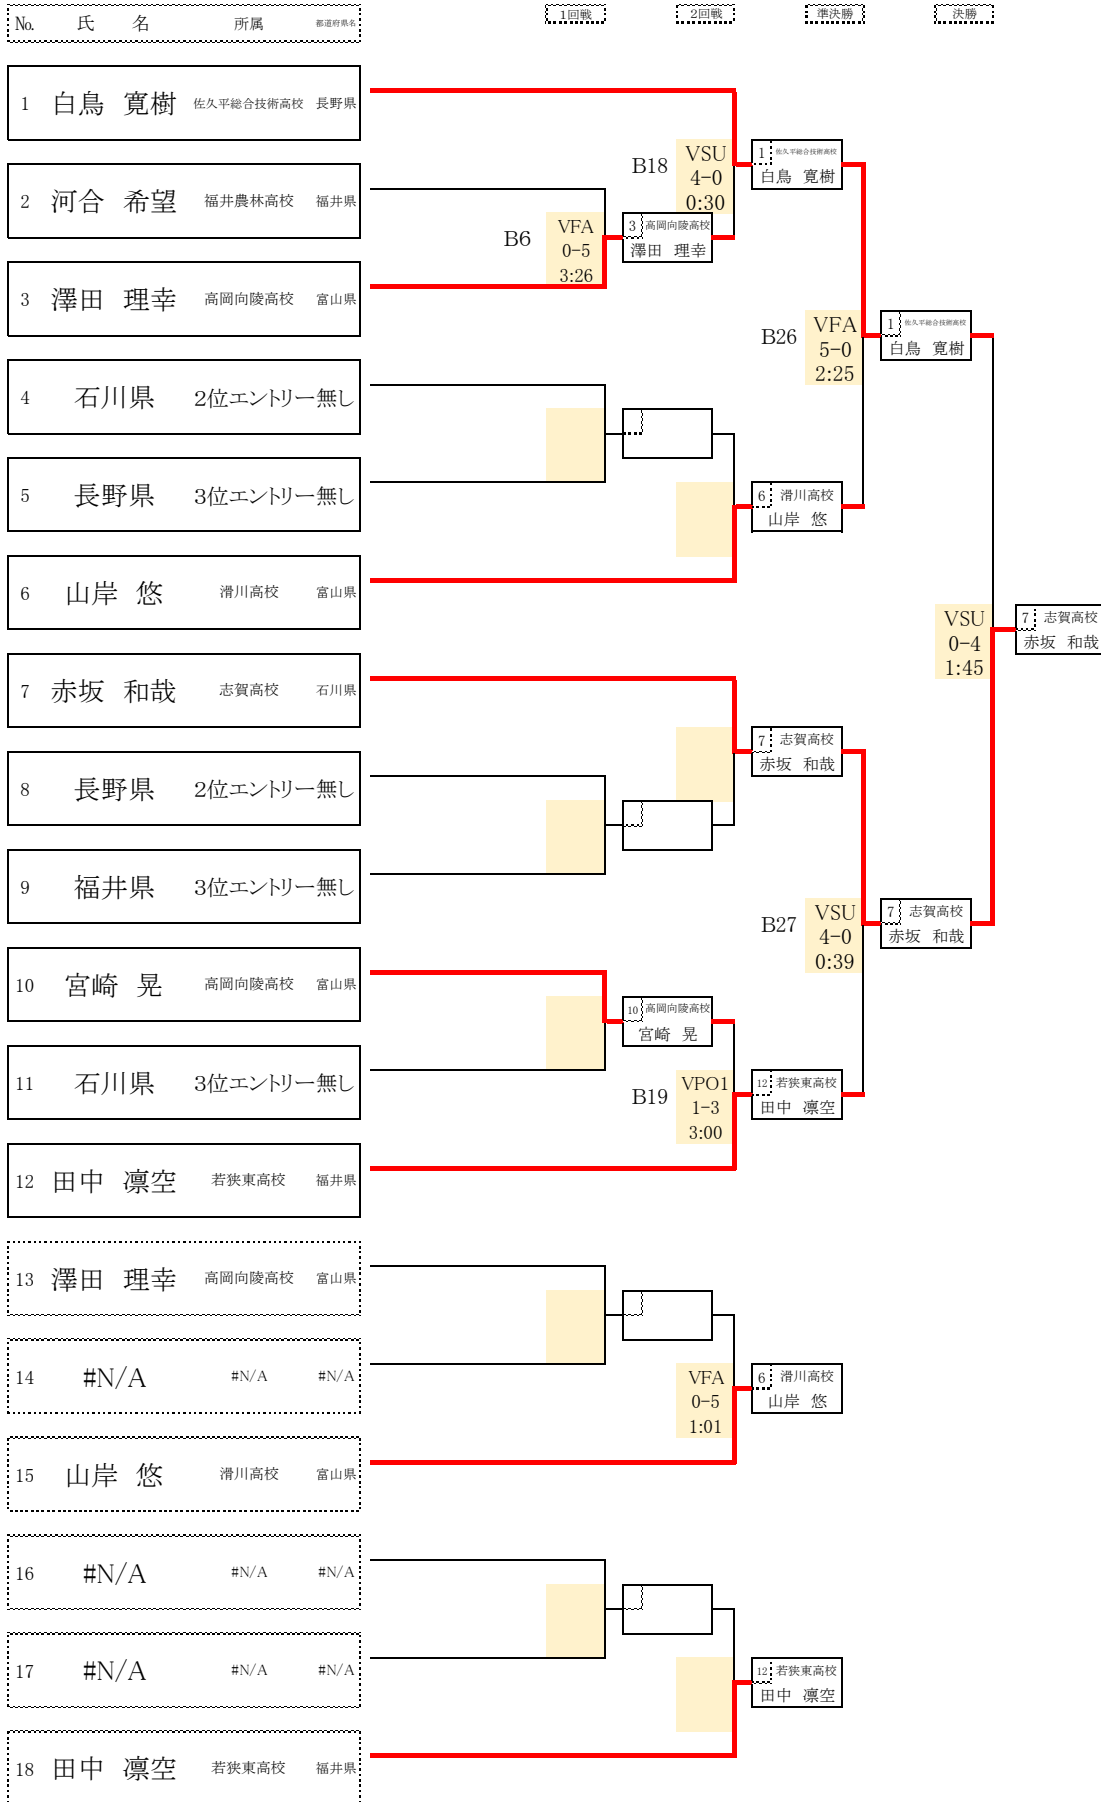 No. 氏 名 所属 都道府県名 1回戦 2回戦 準決勝 決勝
1 白鳥 寛樹 佐久平総合技術高校 長野県
B18 VSU 4-0 0:30
1 佐久平総合技術高校
白鳥 寛樹
2 河合 希望 福井農林高校 福井県
B6 VFA 0-5 3:26
3 高岡向陵高校
澤田 理幸
3 澤田 理幸 高岡向陵高校 富山県
B26 VFA 5-0 2:25
1 佐久平総合技術高校
白鳥 寛樹
4 石川県 2位エントリー無し
5 長野県 3位エントリー無し
6 滑川高校
山岸 悠
6 山岸 悠 滑川高校 富山県
VSU 0-4 1:45
7 志賀高校
赤坂 和哉
7 赤坂 和哉 志賀高校 石川県
7 志賀高校
赤坂 和哉
8 長野県 2位エントリー無し
9 福井県 3位エントリー無し
B27 VSU 4-0 0:39
7 志賀高校
赤坂 和哉
10 宮崎 晃 高岡向陵高校 富山県
10 高岡向陵高校
宮崎 晃
11 石川県 3位エントリー無し
B19 VPO1 1-3 3:00
12 若狭東高校
田中 凛空
12 田中 凛空 若狭東高校 福井県
13 澤田 理幸 高岡向陵高校 富山県
14 #N/A #N/A #N/A
VFA 0-5 1:01
6 滑川高校
山岸 悠
15 山岸 悠 滑川高校 富山県
16 #N/A #N/A #N/A
17 #N/A #N/A #N/A
12 若狭東高校
田中 凛空
18 田中 凛空 若狭東高校 福井県